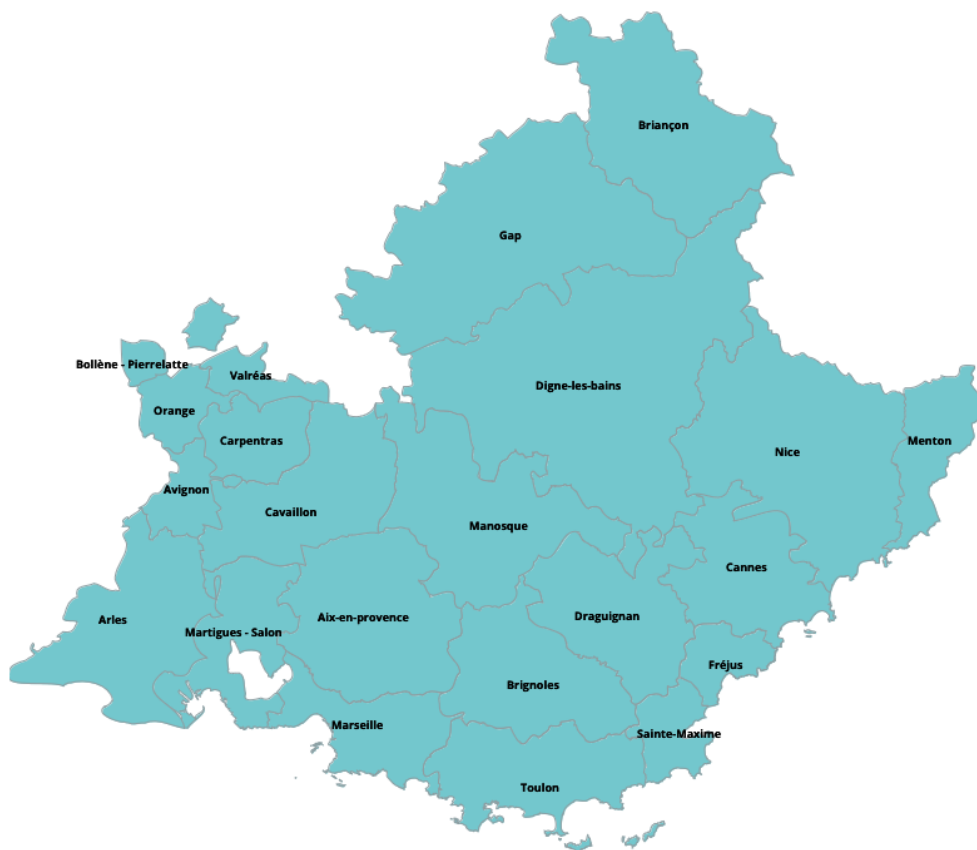 Briançon
Gap
Bollène - Pierrelatte
Valréas
Digne-les-bains
Orange
Carpentras
Menton
Nice
Avignon
Cavaillon
Manosque
Cannes
Arles
Aix-en-provence
Draguignan
Martigues - Salon
Fréjus
Brignoles
Marseille
Sainte-Maxime
Toulon